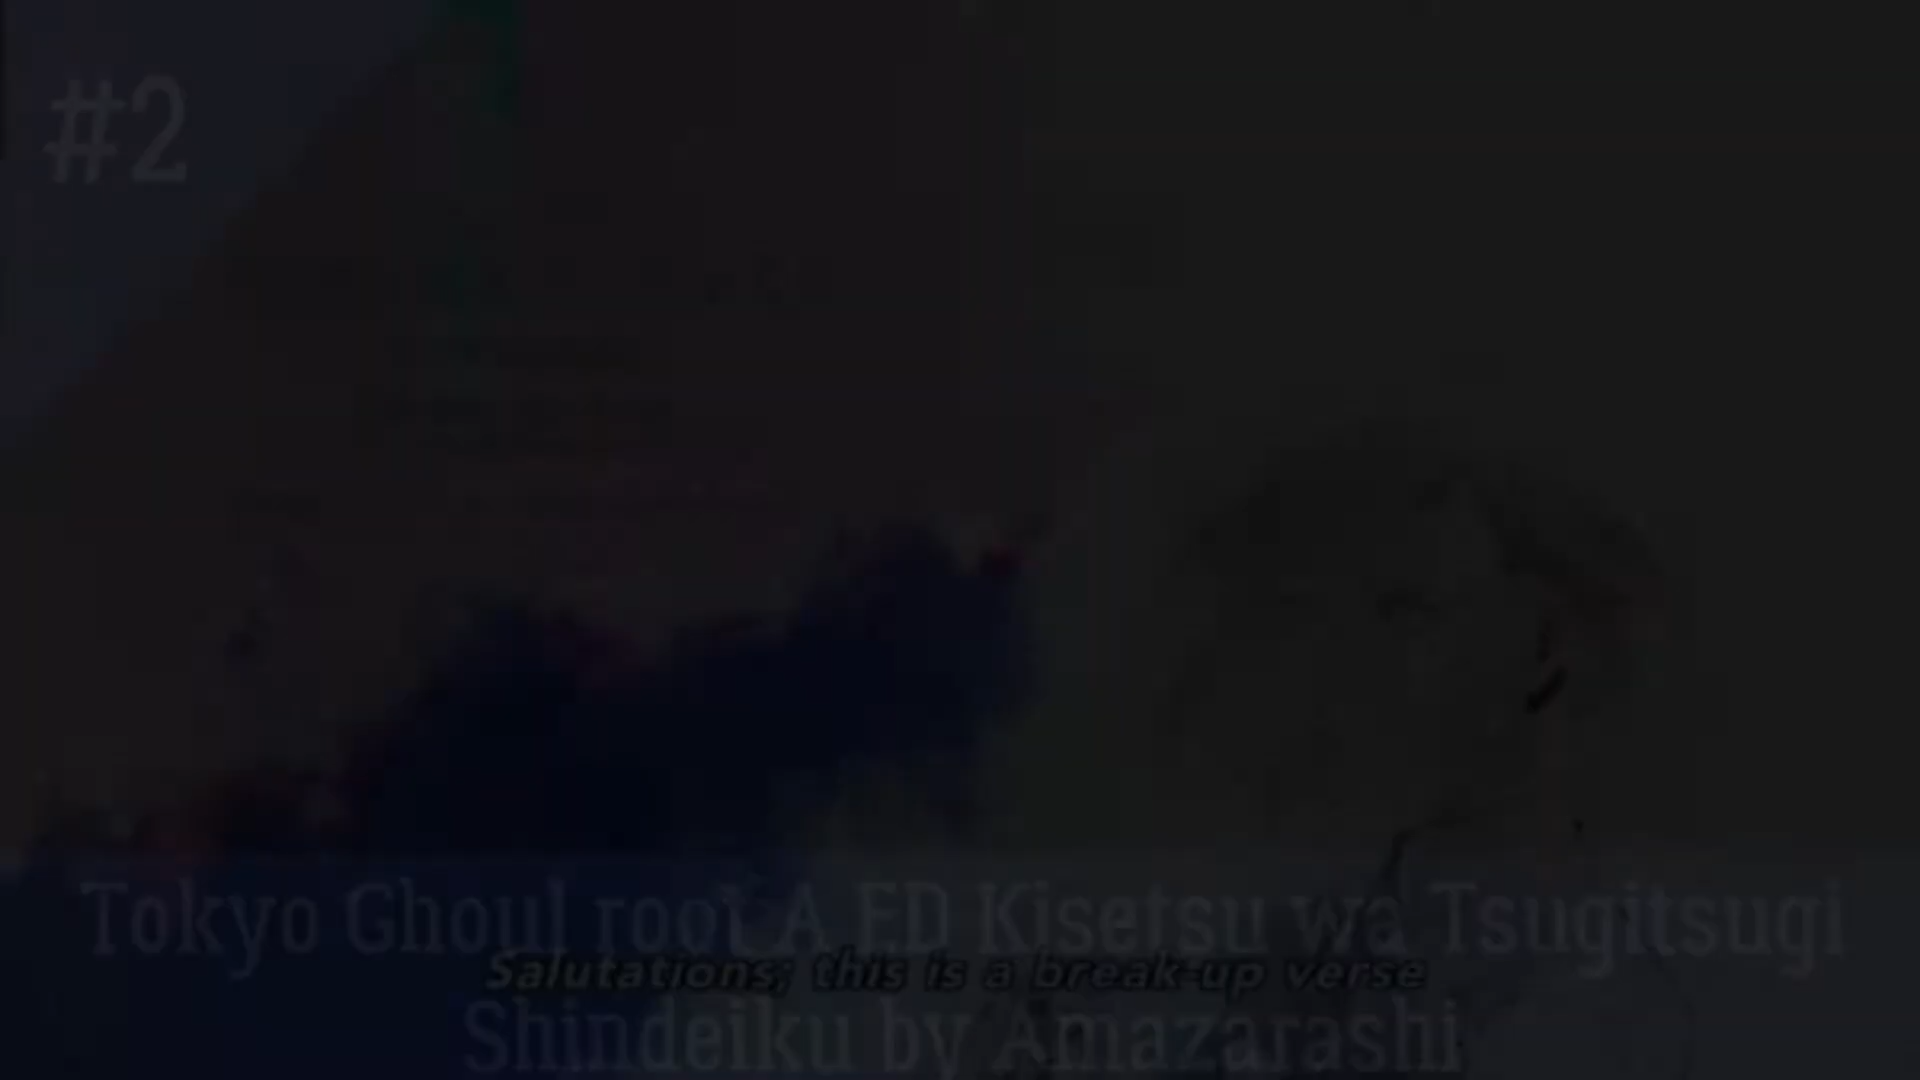 #2
Tokyo Ghoul root A ED Kisetsu wa Tsugitsugi
Salutations; this is a break-up verse
Shindeiku by Amazarashi